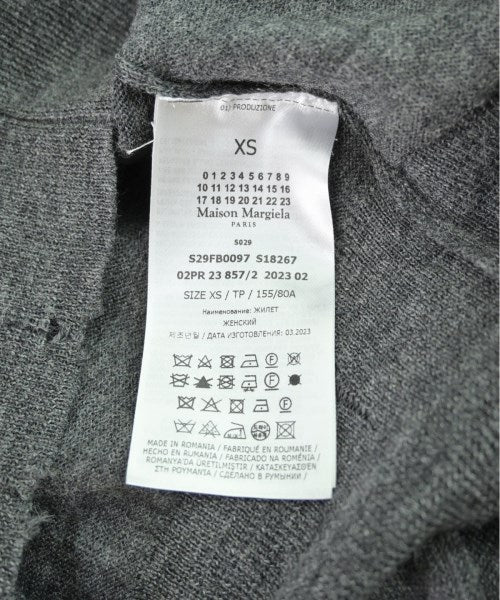 01) PRODUZIONE
XS
0 1 2 3 4 5 6 7 8 9
10 11 12 13 14 15 16
17 18 19 20 21 22 23
Maison Margiela
PARIS
S029
S29FB0097 S18267
02PR 23 857/2 2023 02
SIZE XS / TP / 155/80A
Наименование: ЖИЛЕТ
ЖЕНСКИЙ
제조년월 / ДАТА ИЗГОТОВЛЕНИЯ: 03.2023
MADE IN ROMANIA / FABRIQUÉ EN ROUMANIE /
HECHO EN RUMANIA / FABRICADO NA ROMÉNIA /
ROMANYA'DA ÜRETILMIŞTIR / ΚΑΤΑΣΚΕΥΑΣΘΕΝ
ΣΤΗ ΡΟΥΜΑΝΙΑ / СДЕЛАНО В РУМЫНИИ /